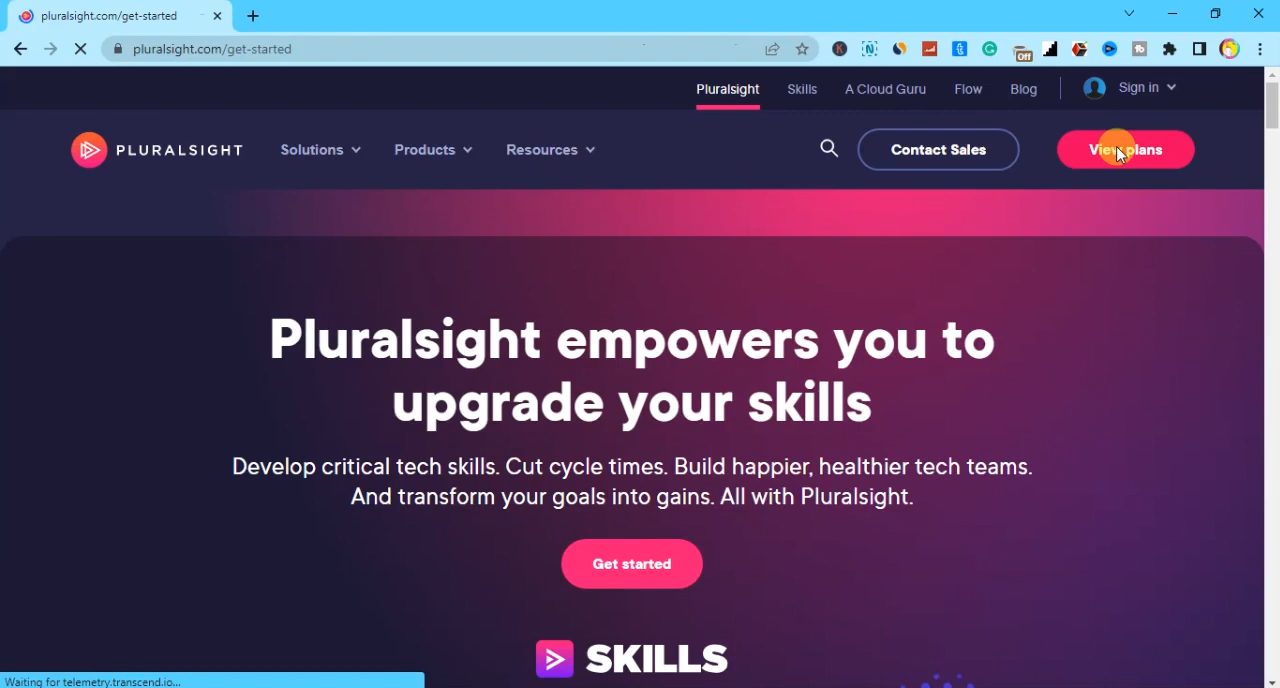 pluralsight.com/get-started
pluralsight.com/get-started
Off
Pluralsight Skills A Cloud Guru Flow Blog Sign in
PLURALSIGHT Solutions Products Resources Contact Sales View plans
Pluralsight empowers you to
upgrade your skills
Develop critical tech skills. Cut cycle times. Build happier, healthier tech teams.
And transform your goals into gains. All with Pluralsight.
Get started
SKILLS
Waiting for telemetry.transcend.io...